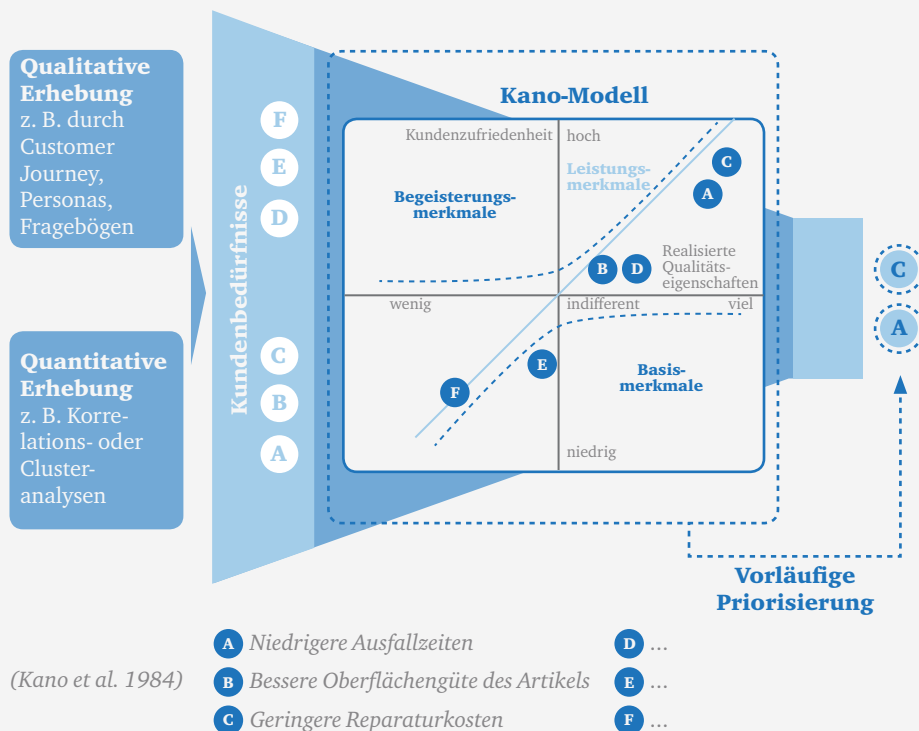 Qualitative
Erhebung
z. B. durch
Customer
Journey,
Personas,
Fragebögen
Quantitative
Erhebung
z. B. Korre-
lations- oder
Cluster-
analysen
Kundenbedürfnisse
F
E
D
C
B
A
Kano-Modell
Kundenzufriedenheit
hoch
Leistungs-
merkmale
Begeisterungs-
merkmale
C
A
B
D
Realisierte
Qualitäts-
eigenschaften
wenig
indifferent
viel
E
F
Basis-
merkmale
niedrig
C
A
Vorläufige
Priorisierung
(Kano et al. 1984)
A Niedrigere Ausfallzeiten
B Bessere Oberflächengüte des Artikels
C Geringere Reparaturkosten
D ...
E ...
F ...